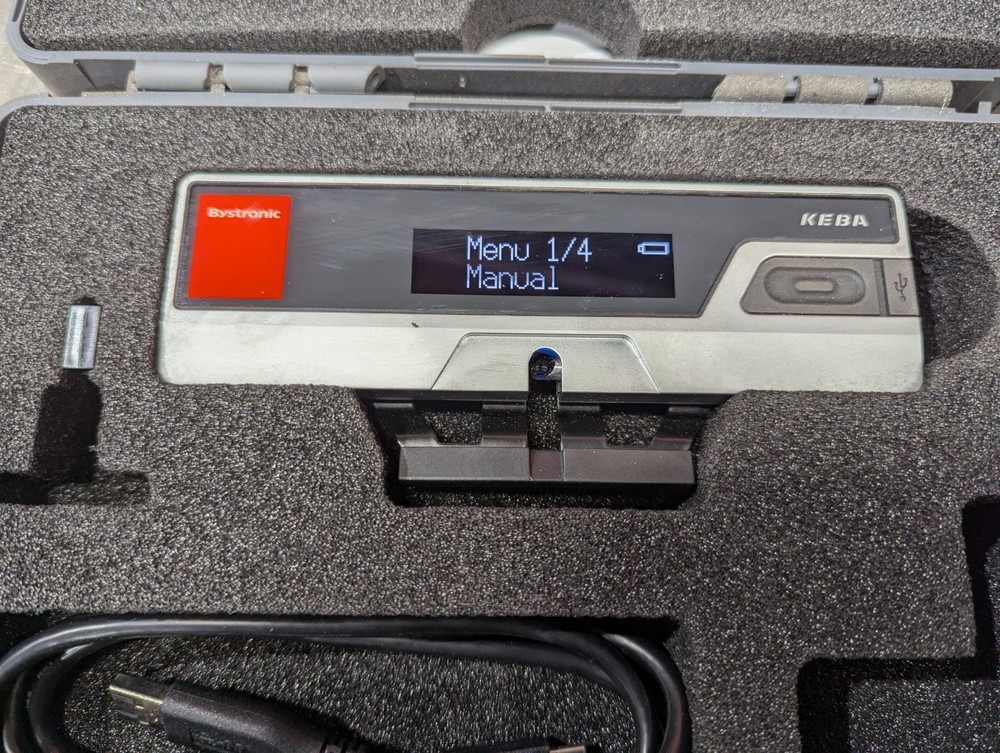 Bystronic
KEBA
Menu 1/4
Manual